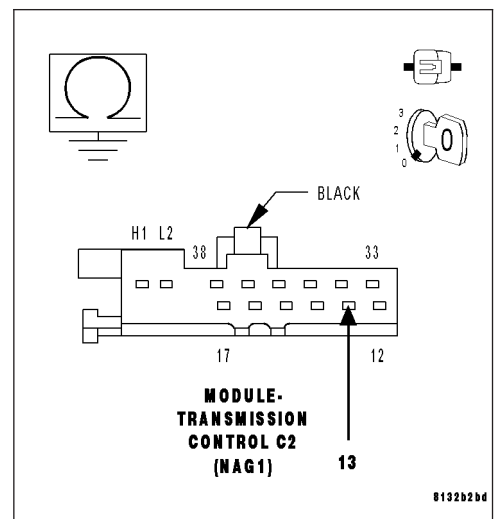 3
2
1
0
BLACK
H1 L2
38
33
17
12
MODULE-
TRANSMISSION
CONTROL C2
(NAG1)
13
8132b2bd